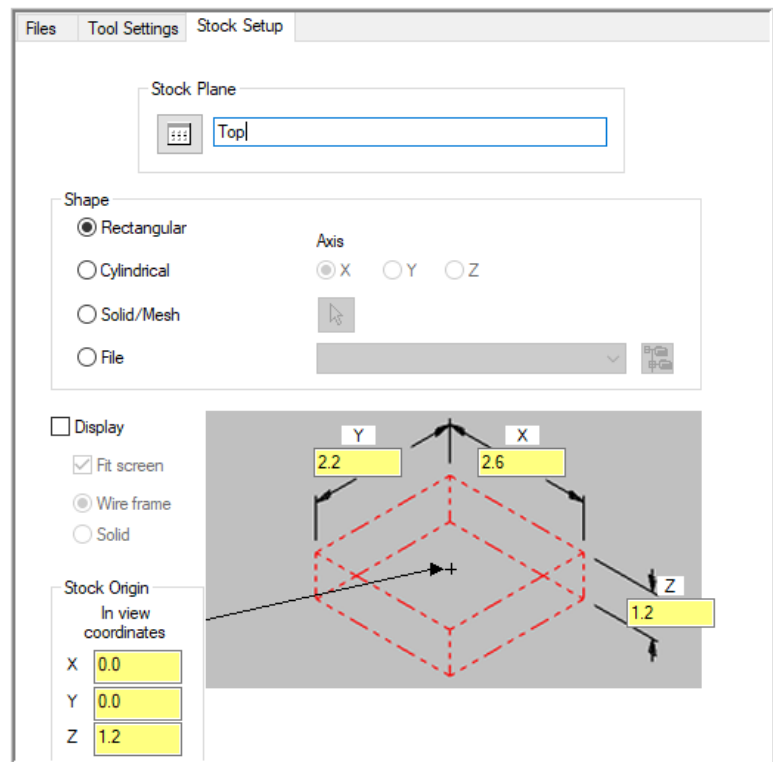 Files Tool Settings Stock Setup
Stock Plane
Top
Shape
Rectangular
Axis
Cylindrical X Y Z
Solid/Mesh
File
Display
Y X
2.2 2.6
Fit screen
Wire frame
Solid
Z
1.2
Stock Origin
In view
coordinates
X 0.0
Y 0.0
Z 1.2